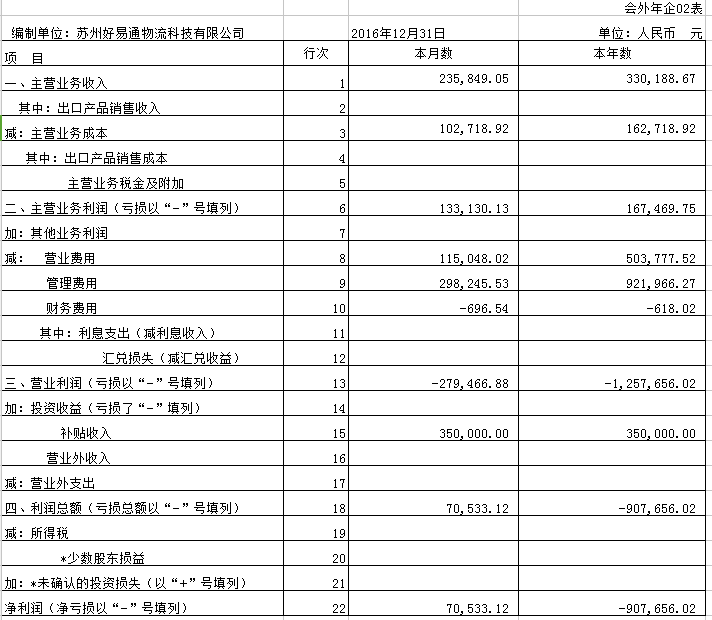 会外年企02表
编制单位：苏州好易通物流科技有限公司 2016年12月31日 单位：人民币 元
项 目 行次 本月数 本年数
一、主营业务收入 1 235,849.05 330,188.67
其中：出口产品销售收入 2
减：主营业务成本 3 102,718.92 162,718.92
其中：出口产品销售成本 4
主营业务税金及附加 5
二、主营业务利润（亏损以“-”号填列） 6 133,130.13 167,469.75
加：其他业务利润 7
减： 营业费用 8 115,048.02 503,777.52
管理费用 9 298,245.53 921,966.27
财务费用 10 -696.54 -618.02
其中：利息支出（减利息收入） 11
汇兑损失（减汇兑收益） 12
三、营业利润（亏损以“-”号填列） 13 -279,466.88 -1,257,656.02
加：投资收益（亏损了“-”填列） 14
补贴收入 15 350,000.00 350,000.00
营业外收入 16
减：营业外支出 17
四、利润总额（亏损总额以“-”号填列） 18 70,533.12 -907,656.02
减：所得税 19
*少数股东损益 20
加：*未确认的投资损失（以“+”号填列） 21
净利润（净亏损以“-”号填列） 22 70,533.12 -907,656.02